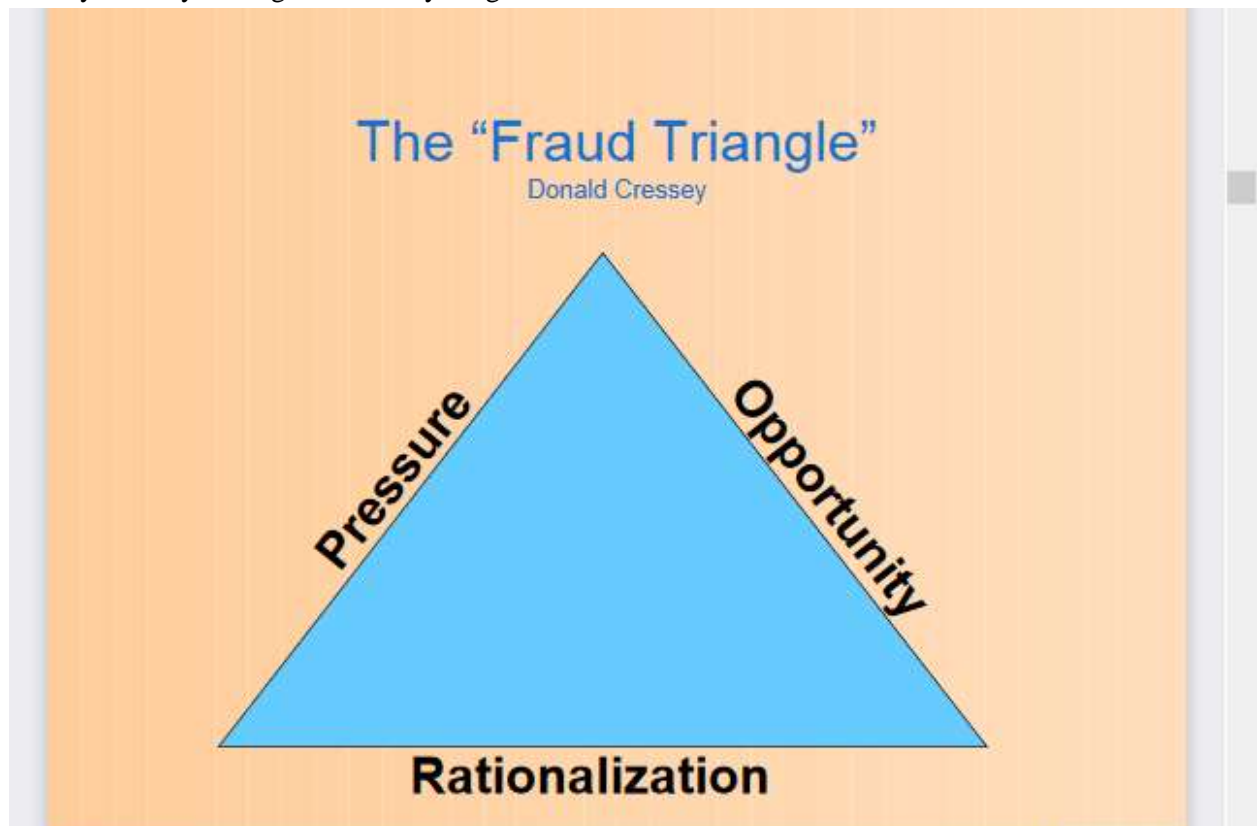 The “Fraud Triangle”
Donald Cressey
Pressure
Opportunity
Rationalization